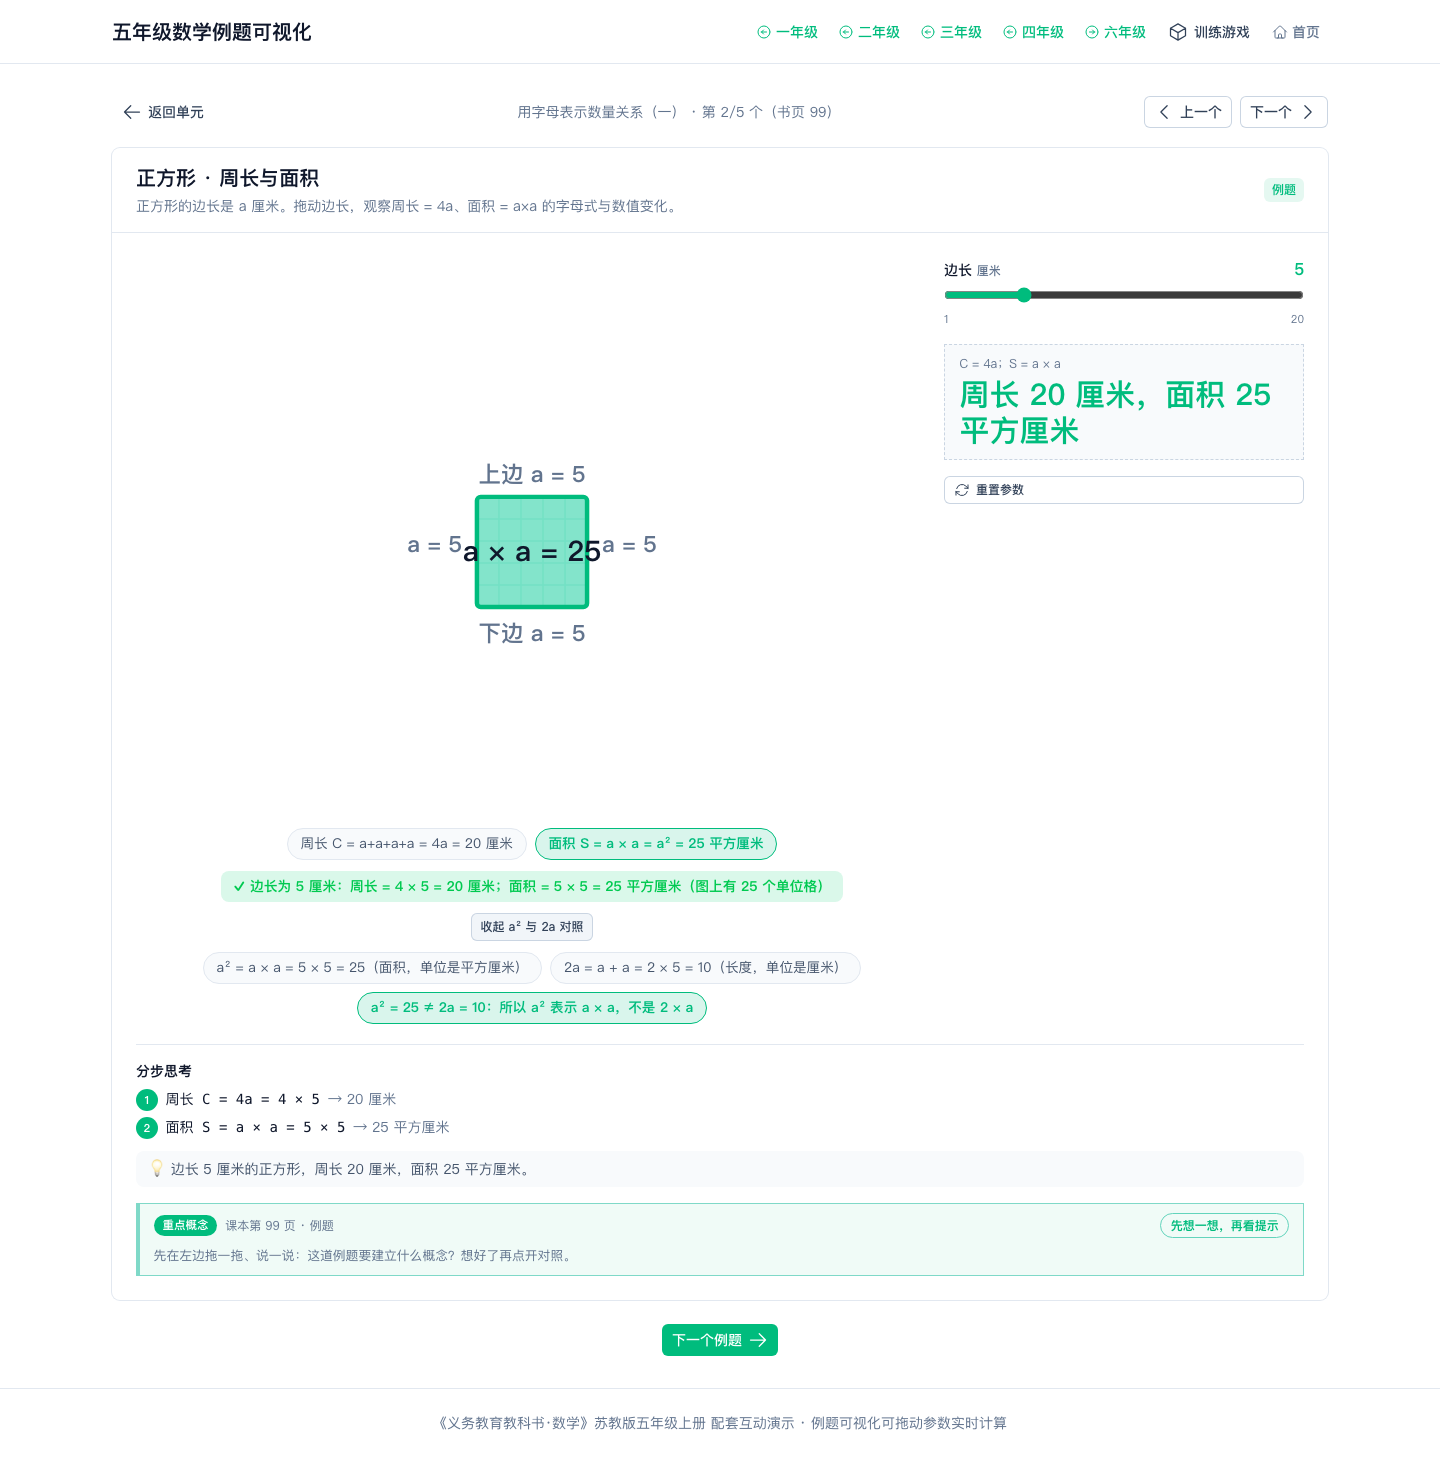 五年级数学例题可视化
一年级 二年级 三年级 四年级 六年级 训练游戏 首页
返回单元
用字母表示数量关系（一） · 第 2/5 个（书页 99）
上一个 下一个
正方形 · 周长与面积
正方形的边长是 a 厘米。拖动边长，观察周长 = 4a、面积 = a×a 的字母式与数值变化。
例题
边长 厘米 5
1 20
C = 4a；S = a × a
周长 20 厘米，面积 25
平方厘米
重置参数
上边 a = 5
a = 5 a × a = 25 a = 5
下边 a = 5
周长 C = a+a+a+a = 4a = 20 厘米 面积 S = a × a = a² = 25 平方厘米
✓ 边长为 5 厘米：周长 = 4 × 5 = 20 厘米；面积 = 5 × 5 = 25 平方厘米（图上有 25 个单位格）
收起 a² 与 2a 对照
a² = a × a = 5 × 5 = 25（面积，单位是平方厘米） 2a = a + a = 2 × 5 = 10（长度，单位是厘米）
a² = 25 ≠ 2a = 10：所以 a² 表示 a × a，不是 2 × a
分步思考
1 周长 C = 4a = 4 × 5 → 20 厘米
2 面积 S = a × a = 5 × 5 → 25 平方厘米
💡 边长 5 厘米的正方形，周长 20 厘米，面积 25 平方厘米。
重点概念 课本第 99 页 · 例题 先想一想，再看提示
先在左边拖一拖、说一说：这道例题要建立什么概念？想好了再点开对照。
下一个例题 →
《义务教育教科书·数学》苏教版五年级上册 配套互动演示 · 例题可视化可拖动参数实时计算